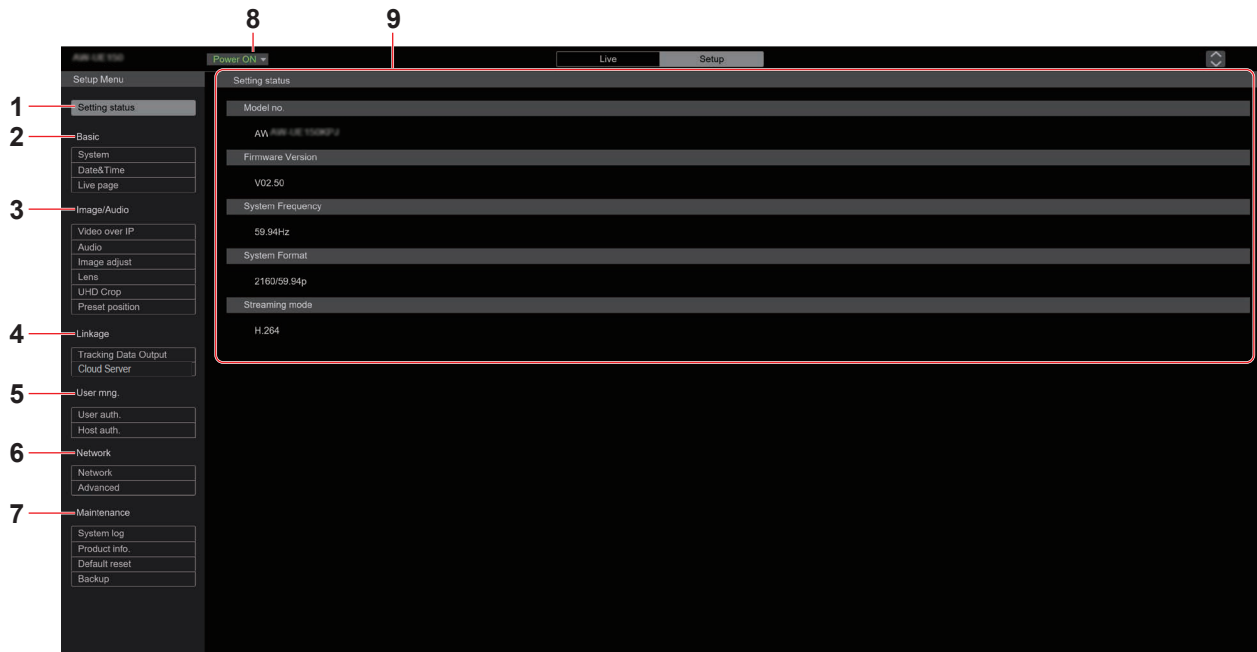 8
9
Power ON
Live
Setup
Setup Menu
Setting status
1
Setting status
Model no.
2
Basic
AW
System
Firmware Version
Date&Time
Live page
V02.50
3
Image/Audio
System Frequency
Video over IP
59.94Hz
Audio
System Format
Image adjust
Lens
2160/59.94p
UHD Crop
Preset position
Streaming mode
4
Linkage
H.264
Tracking Data Output
Cloud Server
5
User mng.
User auth.
Host auth.
6
Network
Network
Advanced
7
Maintenance
System log
Product info.
Default reset
Backup